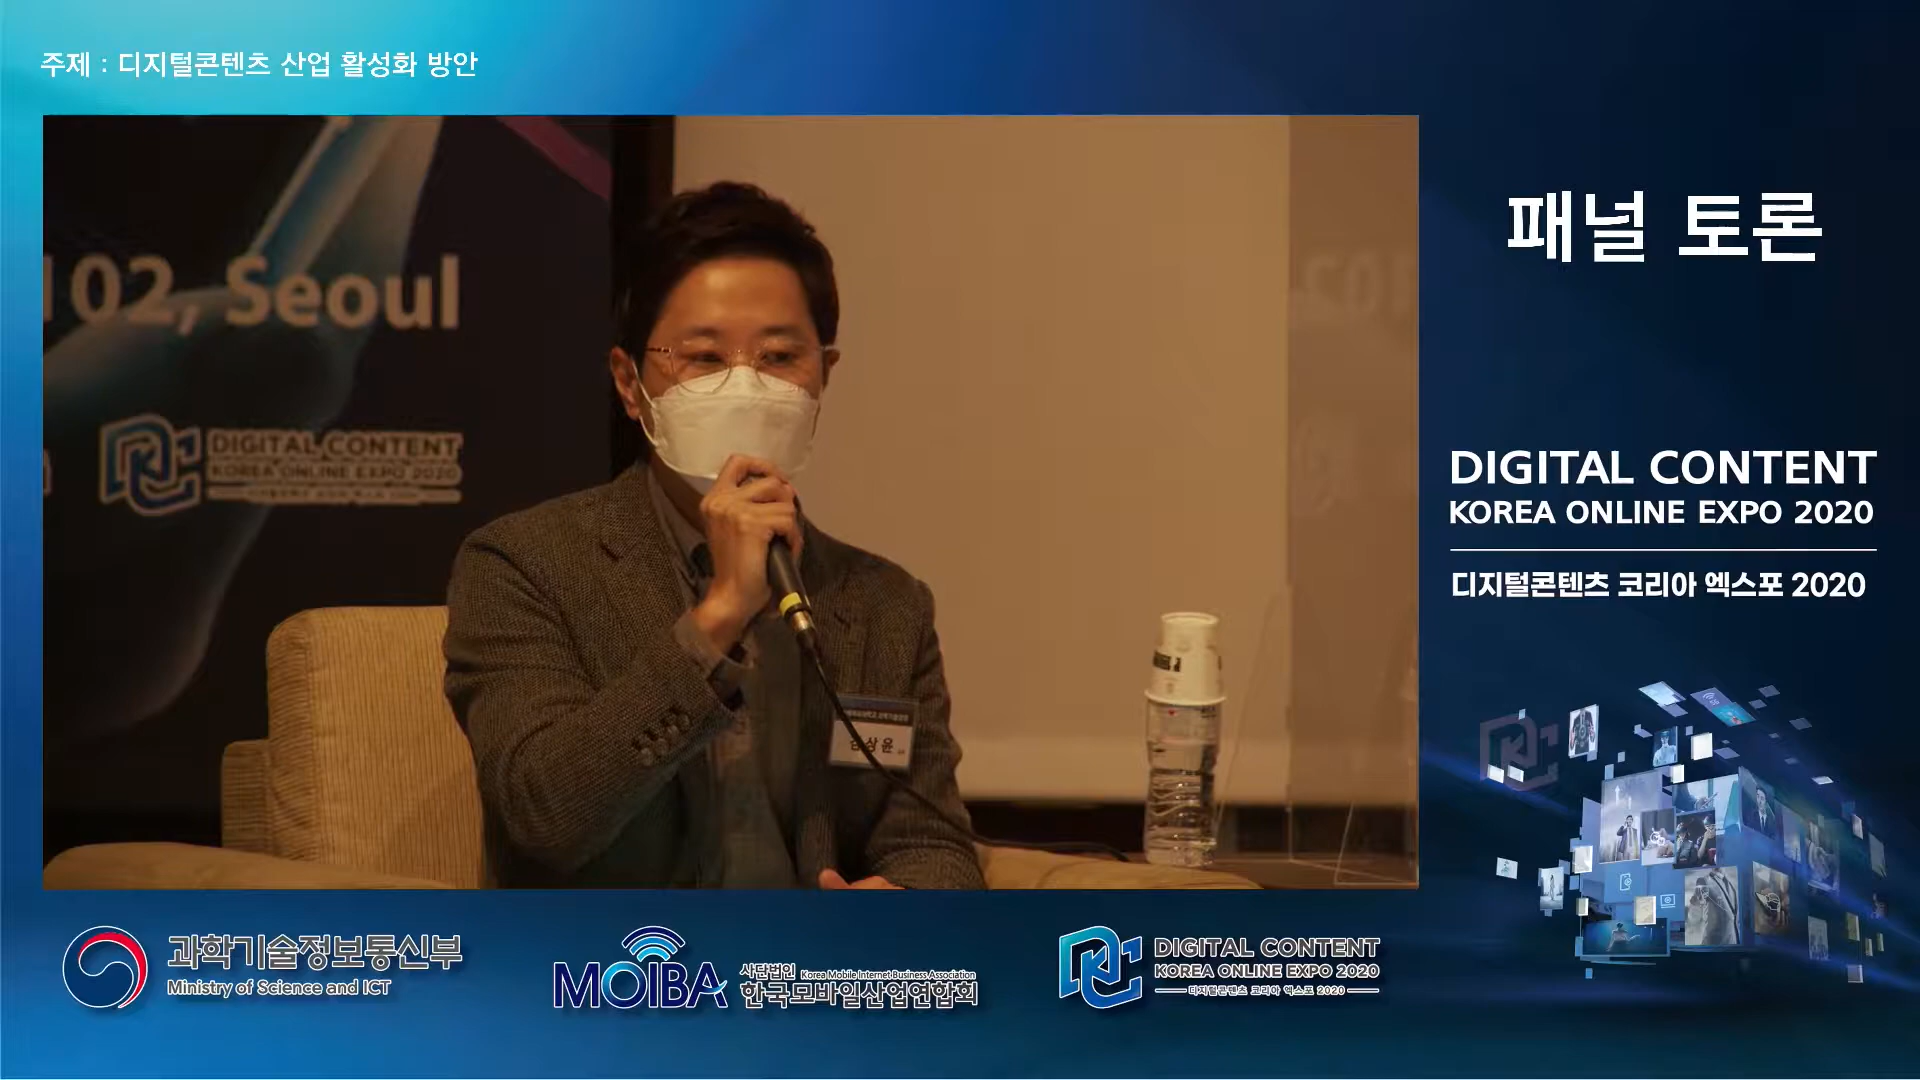 주제 : 디지털콘텐츠 산업 활성화 방안
패널 토론
02, Seoul
DIGITAL CONTENT
KOREA ONLINE EXPO 2020
DIGITAL CONTENT
KOREA ONLINE EXPO 2020
디지털콘텐츠 코리아 엑스포 2020
상윤
과학기술정보통신부
Ministry of Science and ICT
MOIBA
사단법인 Korea Mobile Internet Business Association
한국모바일산업연합회
DIGITAL CONTENT
KOREA ONLINE EXPO 2020
디지털콘텐츠 코리아 엑스포 2020